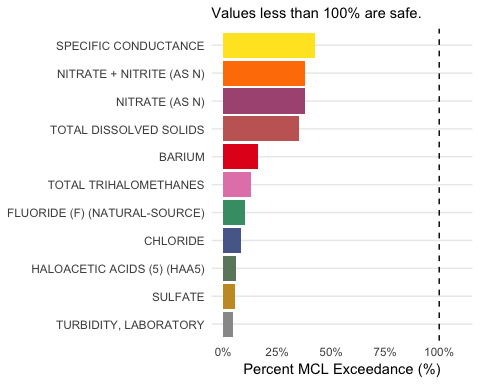 Values less than 100% are safe.
SPECIFIC CONDUCTANCE
NITRATE + NITRITE (AS N)
NITRATE (AS N)
TOTAL DISSOLVED SOLIDS
BARIUM
TOTAL TRIHALOMETHANES
FLUORIDE (F) (NATURAL-SOURCE)
CHLORIDE
HALOACETIC ACIDS (5) (HAA5)
SULFATE
TURBIDITY, LABORATORY
0% 25% 50% 75% 100%
Percent MCL Exceedance (%)